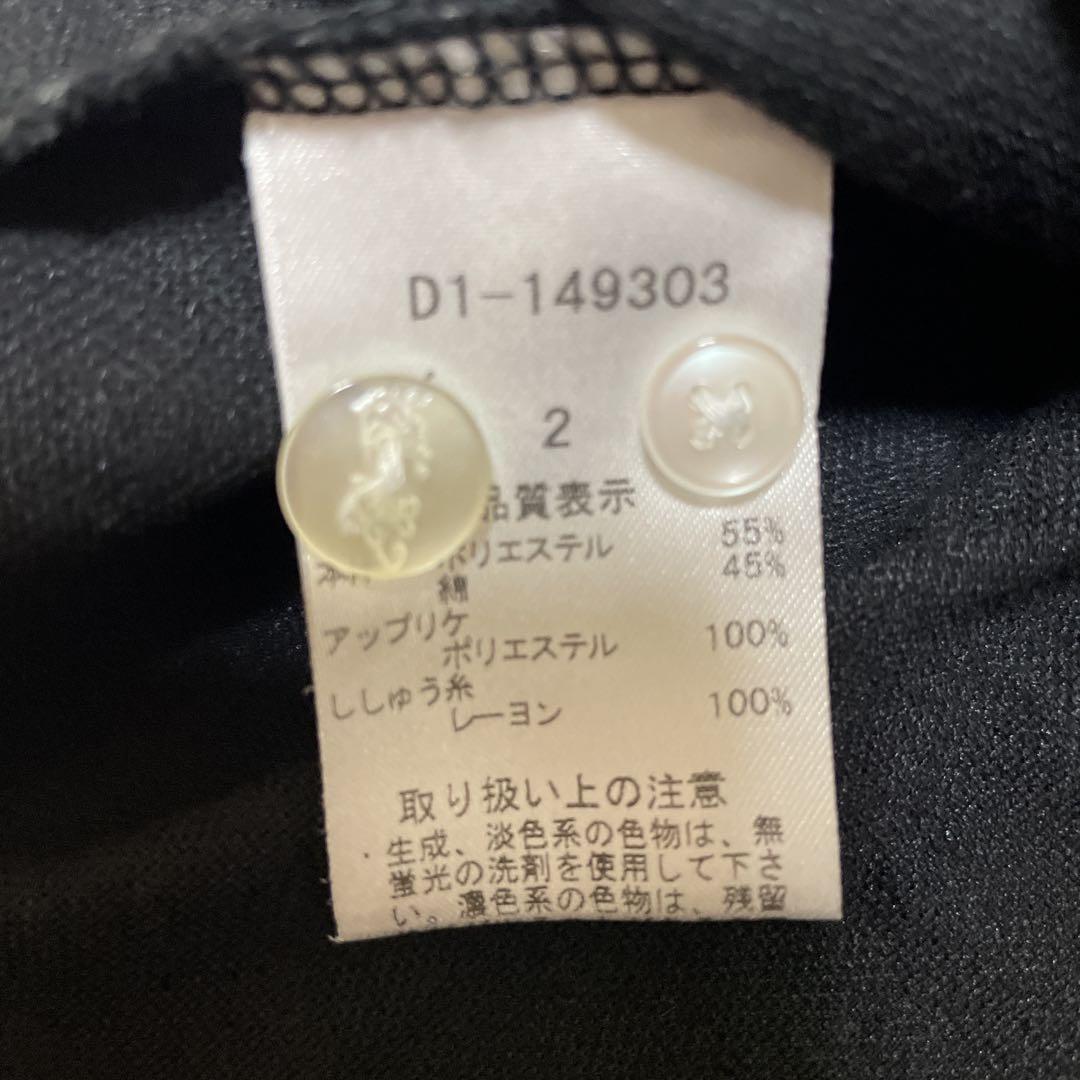 D1-149303
2
品質表示
ポリエステル 55%
綿 45%
アップリケ
ポリエステル 100%
ししゅう糸
レーヨン 100%
取り扱い上の注意
・生成、淡色系の色物は、無
蛍光の洗剤を使用して下さ
い。濃色系の色物は、残留